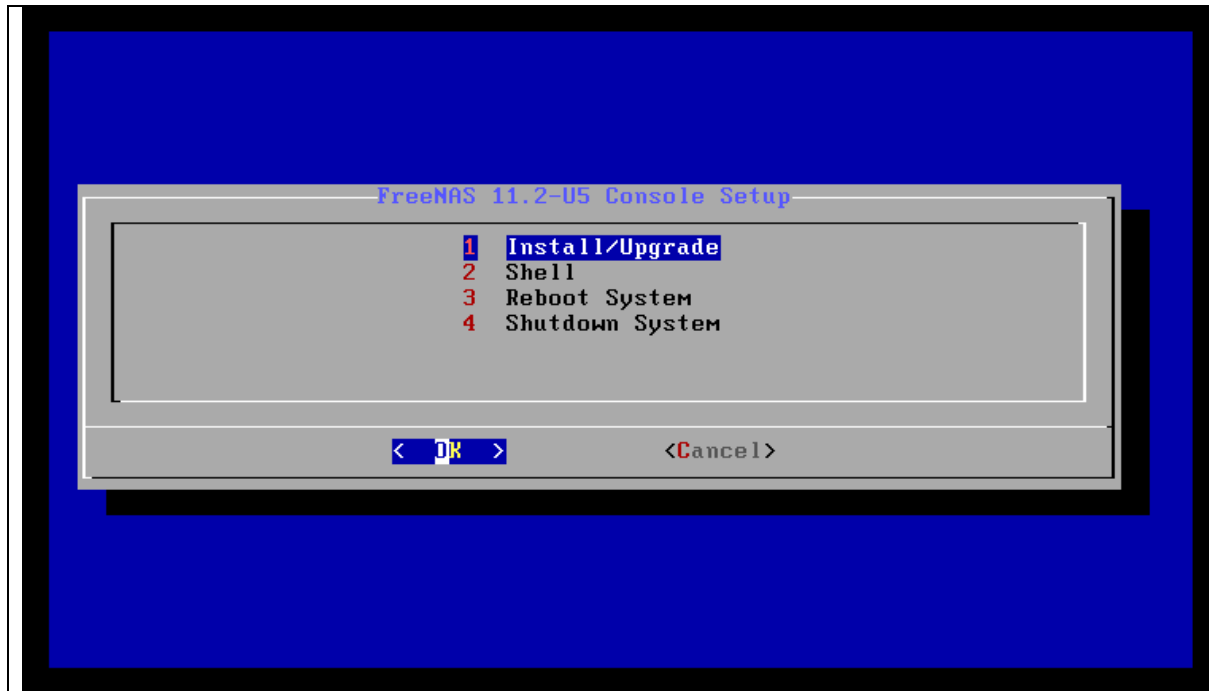 FreeNAS 11.2-U5 Console Setup
1 Install/Upgrade
2 Shell
3 Reboot System
4 Shutdown System
< OK > <Cancel>